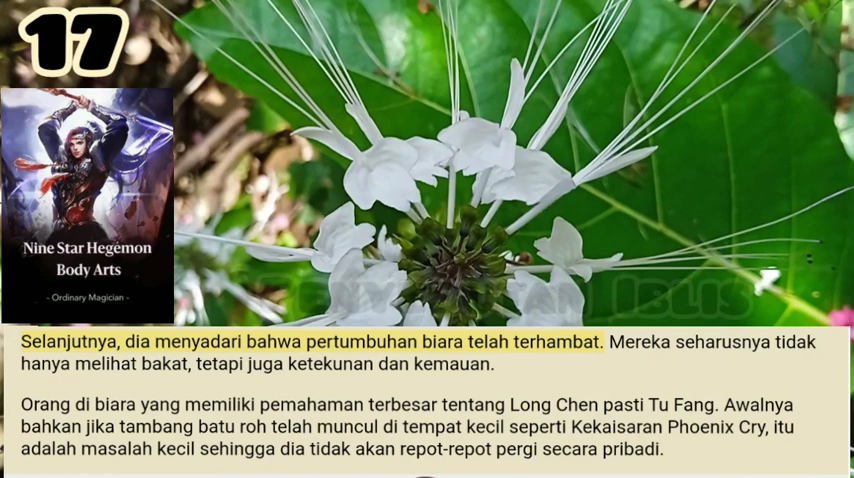 17
Nine Star Hegemon
Body Arts
- Ordinary Magician -
IBLIS
Selanjutnya, dia menyadari bahwa pertumbuhan biara telah terhambat. Mereka seharusnya tidak
hanya melihat bakat, tetapi juga ketekunan dan kemauan.
Orang di biara yang memiliki pemahaman terbesar tentang Long Chen pasti Tu Fang. Awalnya
bahkan jika tambang batu roh telah muncul di tempat kecil seperti Kekaisaran Phoenix Cry, itu
adalah masalah kecil sehingga dia tidak akan repot-repot pergi secara pribadi.